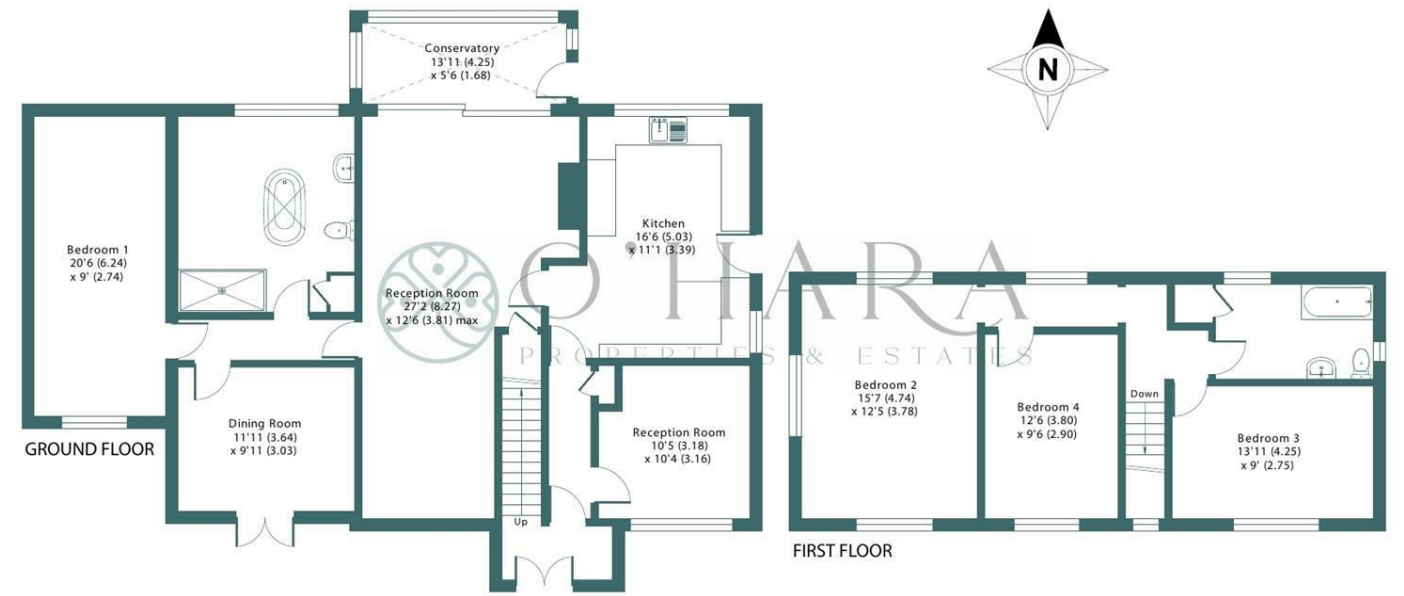 Conservatory
13'11 (4.25)
x 5'6 (1.68)
N
Bedroom 1
20'6 (6.24)
x 9' (2.74)
Kitchen
16'6 (5.03)
x 11'1 (3.39)
Reception Room
27'2 (8.27)
x 12'6 (3.81) max
O'HARA
PROPERTIES & ESTATES
Dining Room
11'11 (3.64)
x 9'11 (3.03)
Reception Room
10'5 (3.18)
x 10'4 (3.16)
Up
GROUND FLOOR
Bedroom 2
15'7 (4.74)
x 12'5 (3.78)
Bedroom 4
12'6 (3.80)
x 9'6 (2.90)
Down
Bedroom 3
13'11 (4.25)
x 9' (2.75)
FIRST FLOOR